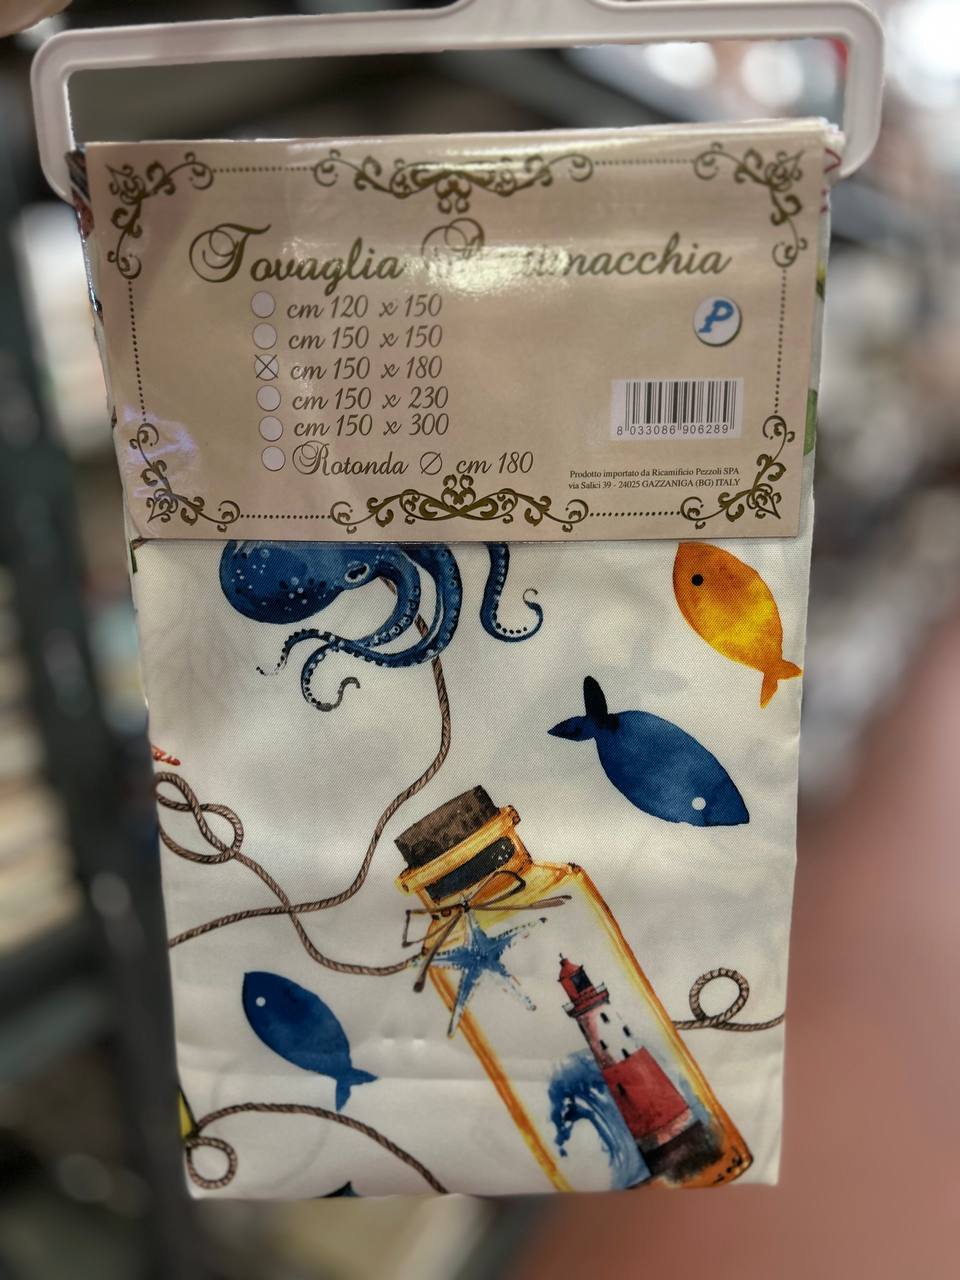 Tovaglia Antimacchia
cm 120 x 150
cm 150 x 150
cm 150 x 180
cm 150 x 230
cm 150 x 300
Rotonda ∅ cm 180
P
8 033086 906289
Prodotto importato da Ricamificio Pezzoli SPA
via Salici 39 - 24025 GAZZANIGA (BG) ITALY